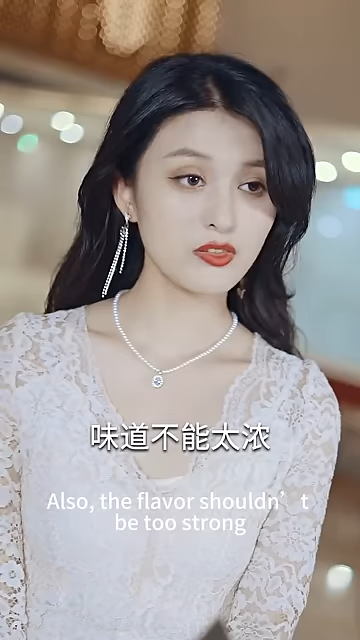 味道不能太浓
Also, the flavor shouldn't
be too strong